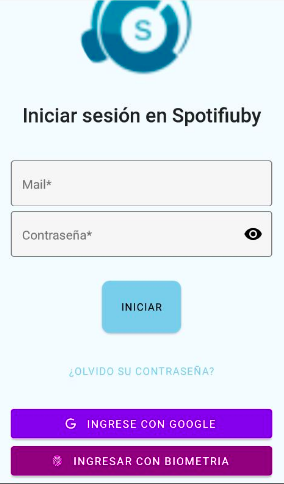 S
Iniciar sesión en Spotifiuby
Mail*
Contraseña*
INICIAR
¿OLVIDO SU CONTRASEÑA?
G INGRESE CON GOOGLE
INGRESAR CON BIOMETRIA